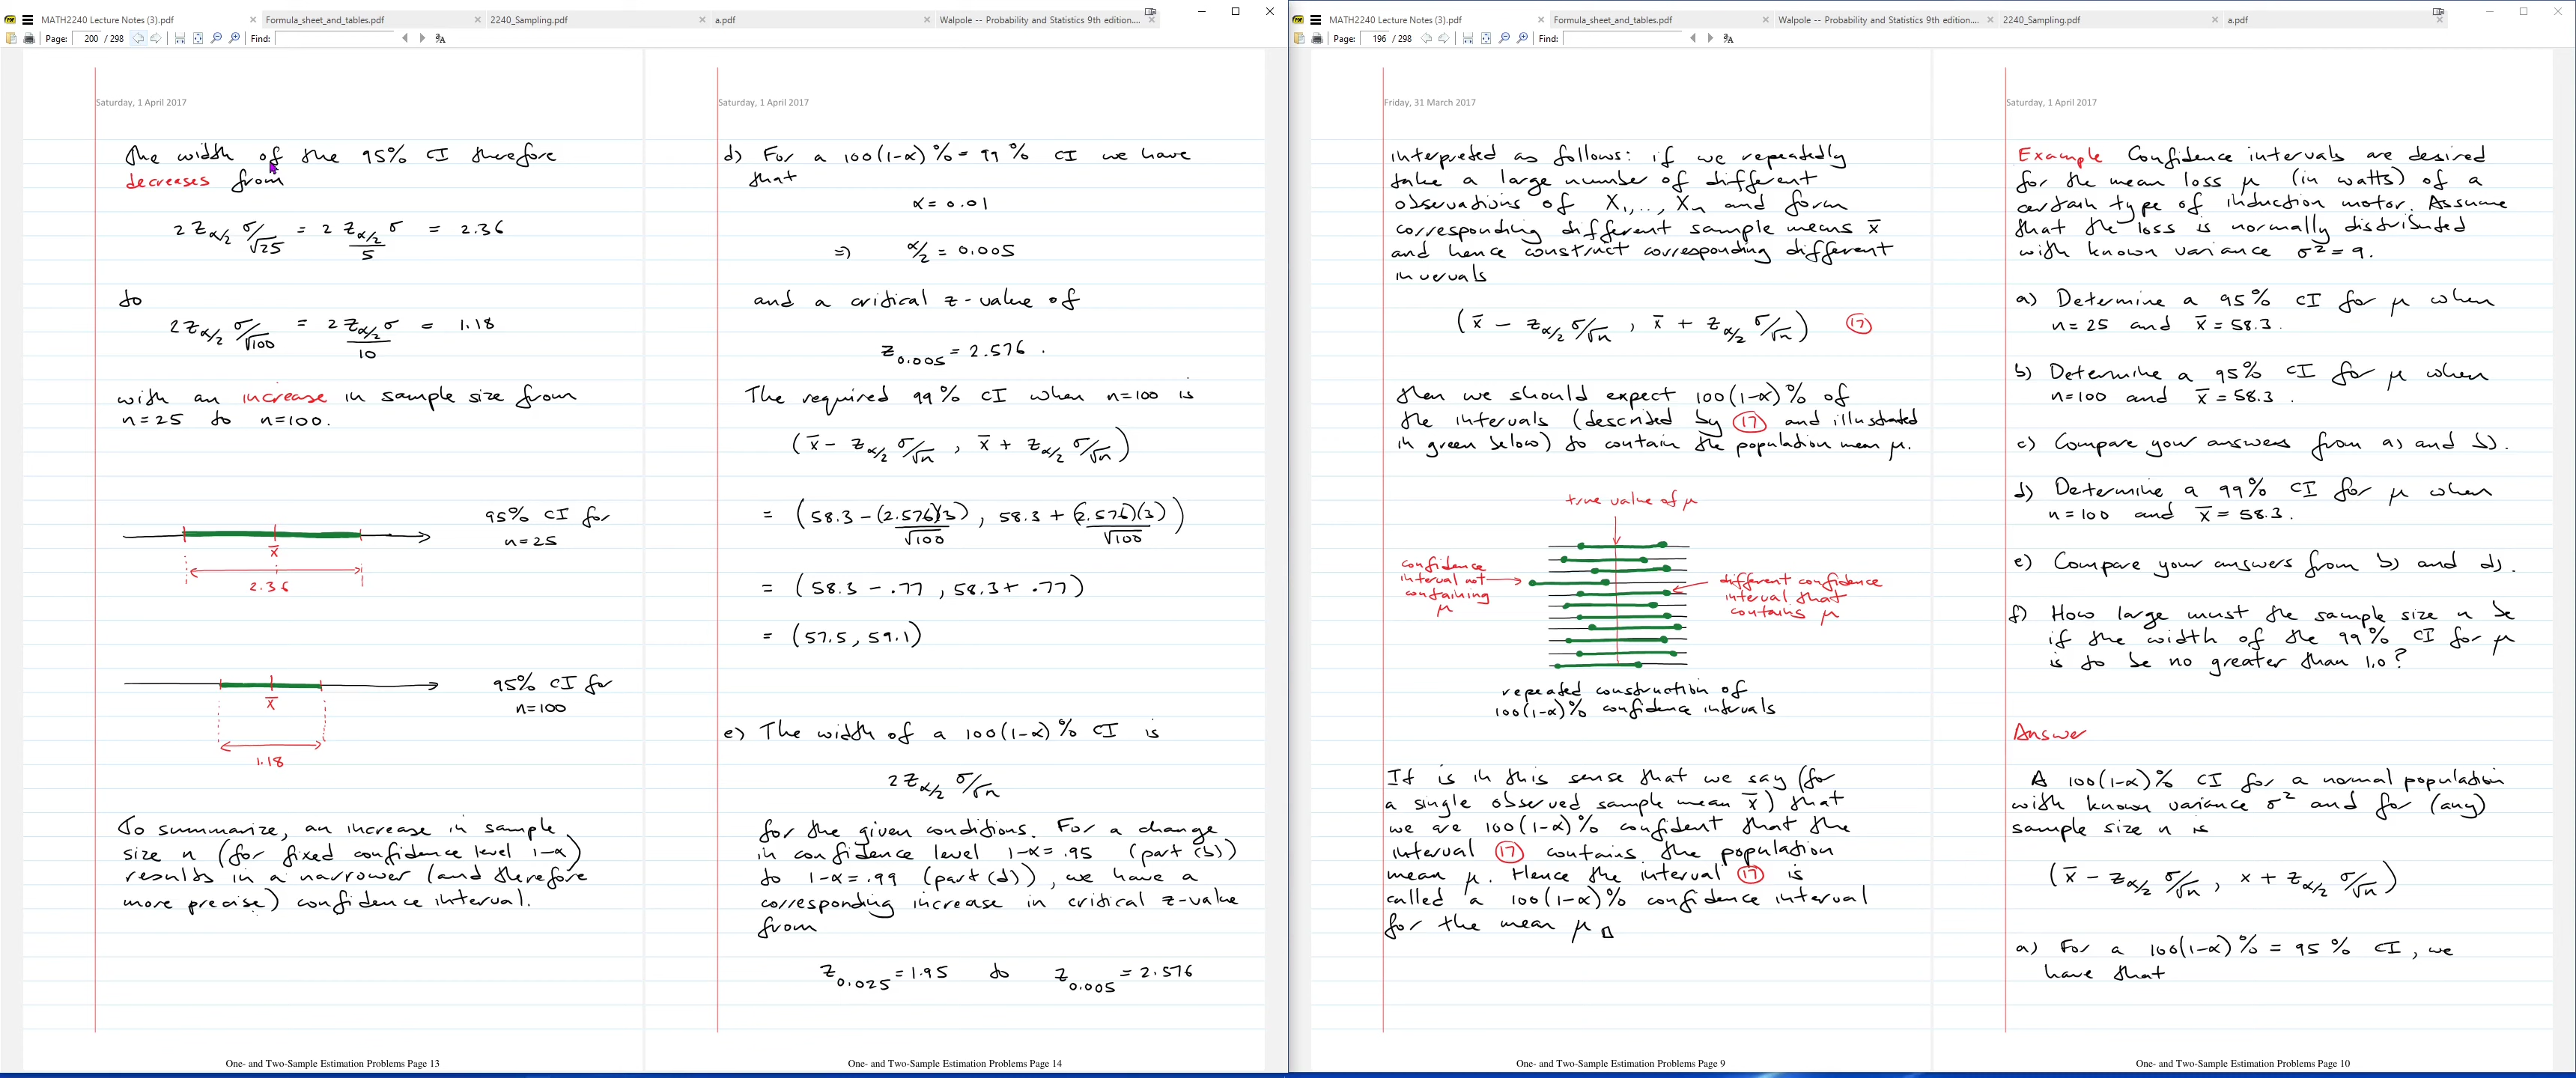 MATH2240 Lecture Notes (3).pdf
Formula_sheet_and_tables.pdf
2240_Sampling.pdf
a.pdf
Walpole -- Probability and Statistics 9th edition....
Page: 200 / 298
Find:
Saturday, 1 April 2017
The width of the 95% CI therefore
decreases from
2 Z_{α/2} σ/√25 = 2 Z_{α/2} σ / 5 = 2.36
to
2 Z_{α/2} σ/√100 = 2 Z_{α/2} σ / 10 = 1.18
with an increase in sample size from
n=25 to n=100.
95% CI for
n=25
x̄
2.36
95% CI for
n=100
x̄
1.18
To summarize, an increase in sample
size n (for fixed confidence level 1-α)
results in a narrower (and therefore
more precise) confidence interval.
One- and Two-Sample Estimation Problems Page 13
Saturday, 1 April 2017
d) For a 100(1-α)% = 99% CI we have
that
α = 0.01
⇒ α/2 = 0.005
and a critical z-value of
Z_{0.005} = 2.576.
The required 99% CI when n=100 is
(x̄ - Z_{α/2} σ/√n, x̄ + Z_{α/2} σ/√n)
= (58.3 - (2.576)(3)/√100, 58.3 + (2.576)(3)/√100)
= (58.3 - .77, 58.3 + .77)
= (57.5, 59.1)
e) The width of a 100(1-α)% CI is
2 Z_{α/2} σ/√n
for the given conditions. For a change
in confidence level 1-α=.95 (part (b))
to 1-α=.99 (part (d)), we have a
corresponding increase in critical z-value
from
Z_{0.025} = 1.95 to Z_{0.005} = 2.576
One- and Two-Sample Estimation Problems Page 14
MATH2240 Lecture Notes (3).pdf
Formula_sheet_and_tables.pdf
Walpole -- Probability and Statistics 9th edition....
2240_Sampling.pdf
a.pdf
Page: 196 / 298
Find:
Friday, 31 March 2017
interpreted as follows: if we repeatedly
take a large number of different
observations of X₁,..,Xₙ and form
corresponding different sample means x̄
and hence construct corresponding different
inverals
(x̄ - Z_{α/2} σ/√n, x̄ + Z_{α/2} σ/√n) (17)
then we should expect 100(1-α)% of
the intervals (described by (17) and illustrated
in green below) to contain the population mean μ.
true value of μ
confidence
interval not
containing
μ
different confidence
interval that
contains μ
repeated construction of
100(1-α)% confidence intervals
It is in this sense that we say (for
a single observed sample mean x̄) that
we are 100(1-α)% confident that the
interval (17) contains the population
mean μ. Hence the interval (17) is
called a 100(1-α)% confidence interval
for the mean μ
One- and Two-Sample Estimation Problems Page 9
Saturday, 1 April 2017
Example Confidence intervals are desired
for the mean loss μ (in watts) of a
certain type of induction motor. Assume
that the loss is normally distributed
with known variance σ²=9.
a) Determine a 95% CI for μ when
n=25 and x̄=58.3.
b) Determine a 95% CI for μ when
n=100 and x̄=58.3.
c) Compare your answers from a) and b).
d) Determine a 99% CI for μ when
n=100 and x̄=58.3.
e) Compare your answers from b) and d).
f) How large must the sample size n be
if the width of the 99% CI for μ
is to be no greater than 1.0?
Answer
A 100(1-α)% CI for a normal population
with known variance σ² and for (any)
sample size n is
(x̄ - Z_{α/2} σ/√n, x + Z_{α/2} σ/√n)
a) For a 100(1-α)% = 95% CI, we
have that
One- and Two-Sample Estimation Problems Page 10